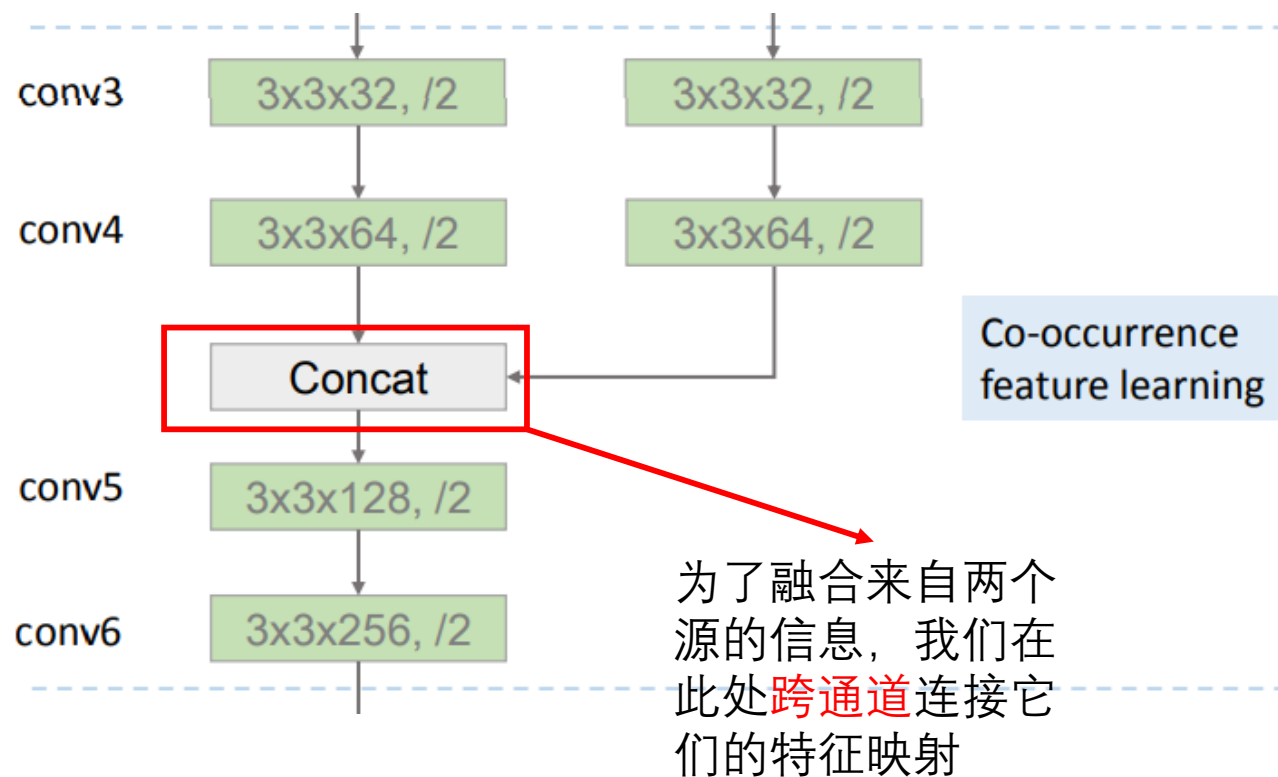 conv3 3x3x32, /2 3x3x32, /2
conv4 3x3x64, /2 3x3x64, /2
Concat
Co-occurrence
feature learning
conv5 3x3x128, /2
conv6 3x3x256, /2
为了融合来自两个
源的信息，我们在
此处跨通道连接它
们的特征映射